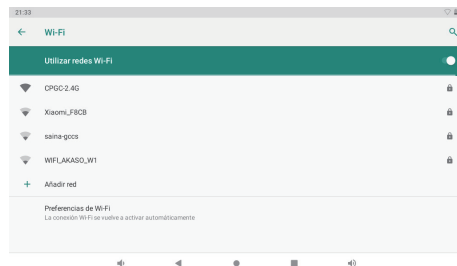 21:33
Wi-Fi
Utilizar redes Wi-Fi
CPGC-2.4G
Xiaomi_F8CB
saina-gccs
WIFI_AKASO_W1
Añadir red
Preferencias de Wi-Fi
La conexión Wi-Fi se vuelve a activar automáticamente